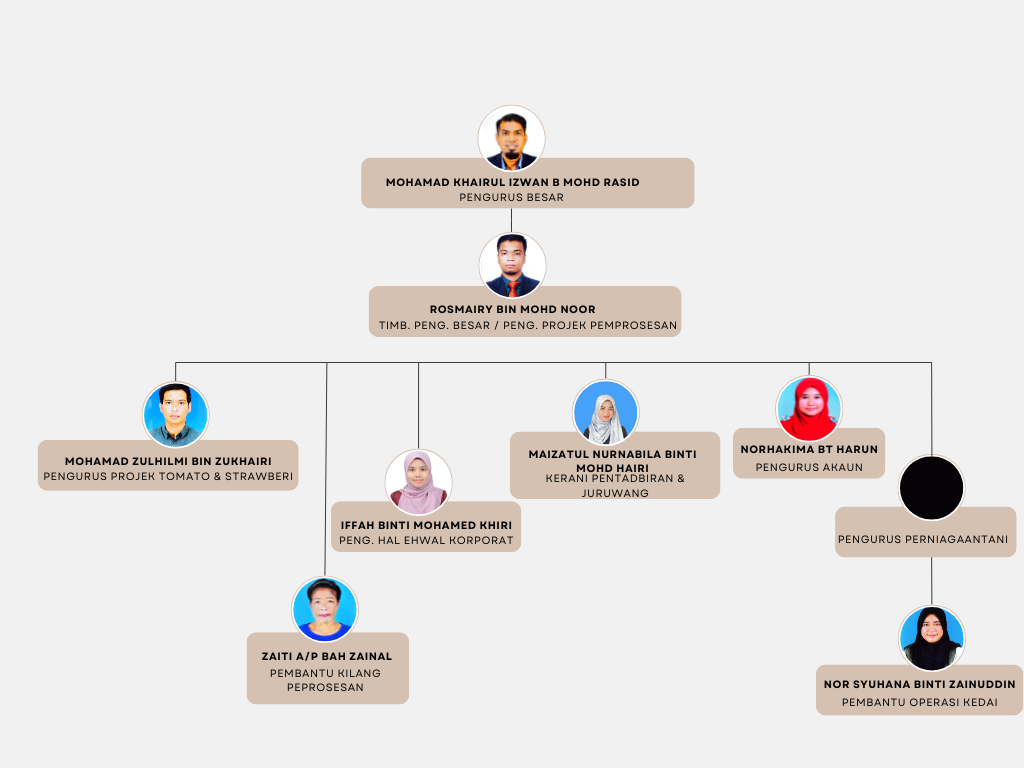 MOHAMAD KHAIRUL IZWAN B MOHD RASID
PENGURUS BESAR
ROSMAIRY BIN MOHD NOOR
TIMB. PENG. BESAR / PENG. PROJEK PEMPROSESAN
MOHAMAD ZULHILMI BIN ZUKHAIRI
PENGURUS PROJEK TOMATO & STRAWBERI
IFFAH BINTI MOHAMED KHIRI
PENG. HAL EHWAL KORPORAT
MAIZATUL NURNABILA BINTI
MOHD HAIRI
KERANI PENTADBIRAN &
JURUWANG
NORHAKIMA BT HARUN
PENGURUS AKAUN
PENGURUS PERNIAGAANTANI
ZAITI A/P BAH ZAINAL
PEMBANTU KILANG
PEPROSESAN
NOR SYUHANA BINTI ZAINUDDIN
PEMBANTU OPERASI KEDAI